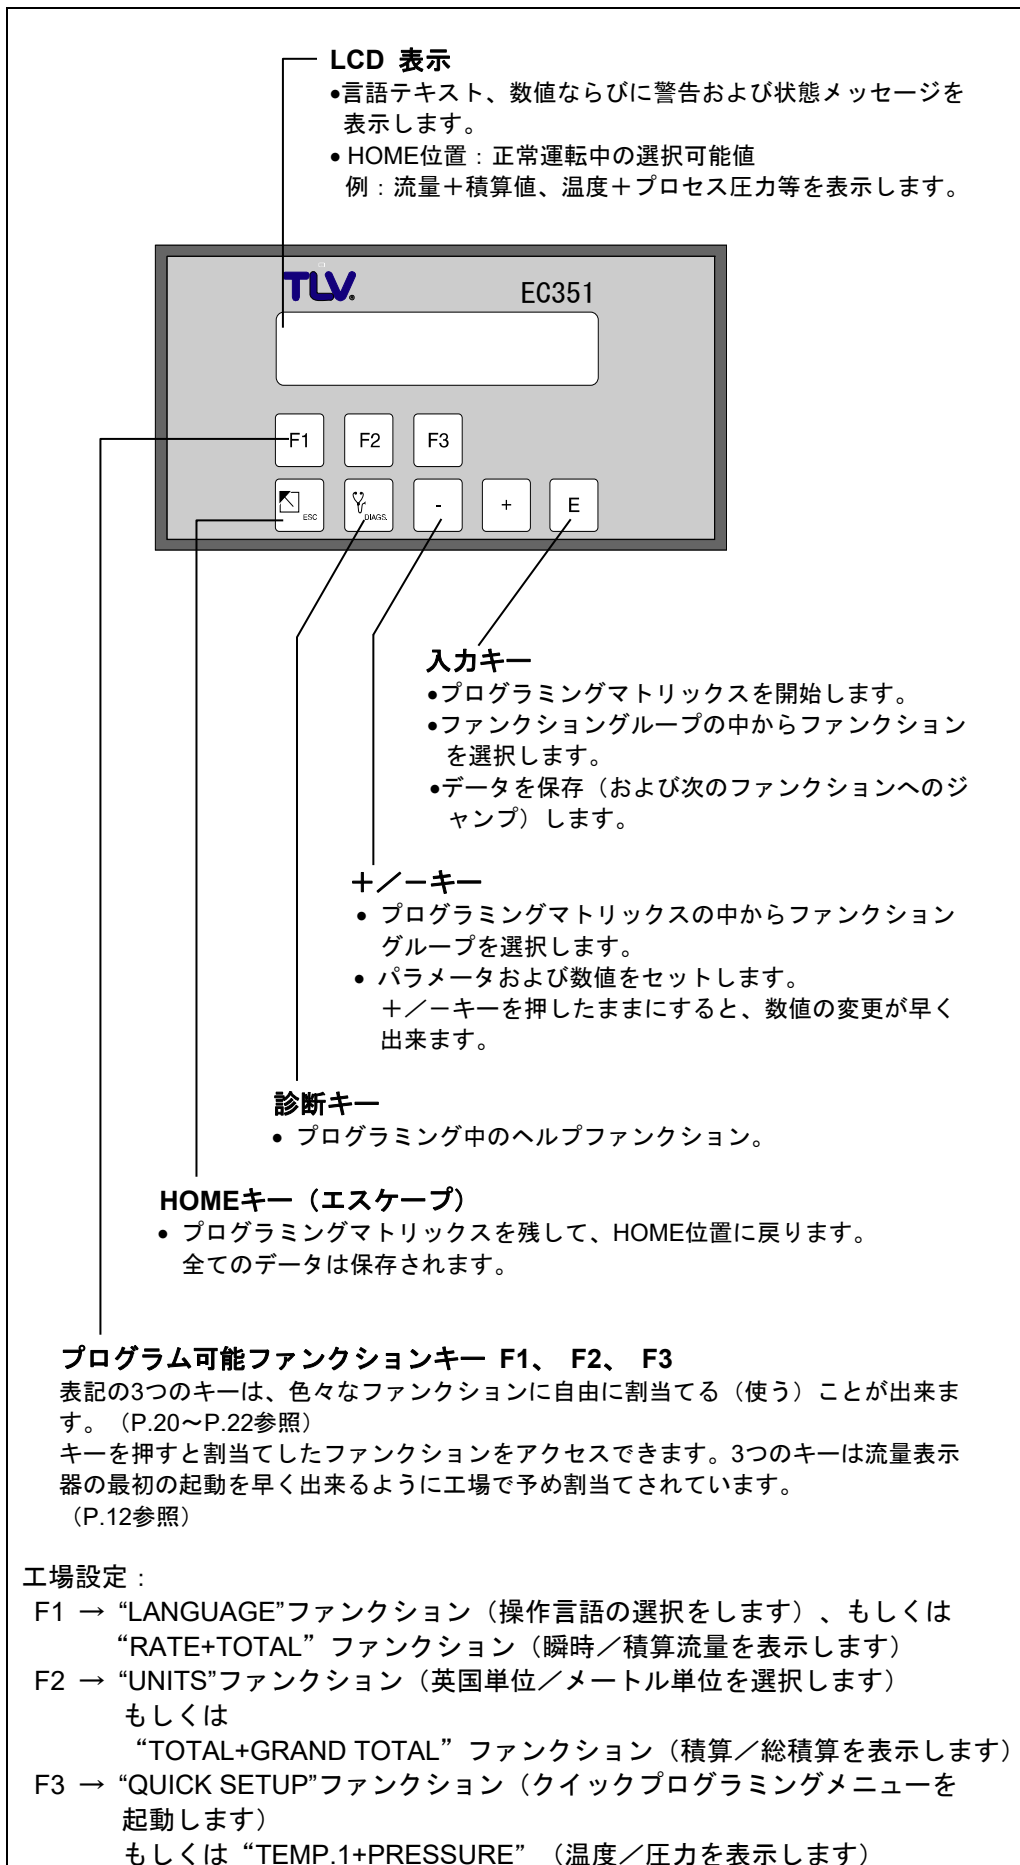 LCD 表示
•言語テキスト、数値ならびに警告および状態メッセージを
表示します。
• HOME位置：正常運転中の選択可能値
例：流量＋積算値、温度＋プロセス圧力等を表示します。
TLV®
EC351
F1
F2
F3
ESC
DIAGS.
-
+
E
入力キー
•プログラミングマトリックスを開始します。
•ファンクショングループの中からファンクション
を選択します。
•データを保存（および次のファンクションへのジ
ャンプ）します。
＋／－キー
• プログラミングマトリックスの中からファンクション
グループを選択します。
• パラメータおよび数値をセットします。
＋／－キーを押したままにすると、数値の変更が早く
出来ます。
診断キー
• プログラミング中のヘルプファンクション。
HOMEキー（エスケープ）
• プログラミングマトリックスを残して、HOME位置に戻ります。
全てのデータは保存されます。
プログラム可能ファンクションキー F1、 F2、 F3
表記の3つのキーは、色々なファンクションに自由に割当てる（使う）ことが出来ま
す。（P.20～P.22参照）
キーを押すと割当てしたファンクションをアクセスできます。3つのキーは流量表示
器の最初の起動を早く出来るように工場で予め割当てされています。
（P.12参照）
工場設定：
F1 → “LANGUAGE”ファンクション（操作言語の選択をします）、もしくは
“RATE+TOTAL”ファンクション（瞬時／積算流量を表示します）
F2 → “UNITS”ファンクション（英国単位／メートル単位を選択します）
もしくは
“TOTAL+GRAND TOTAL”ファンクション（積算／総積算を表示します）
F3 → “QUICK SETUP”ファンクション（クイックプログラミングメニューを
起動します）
もしくは“TEMP.1+PRESSURE”（温度／圧力を表示します）